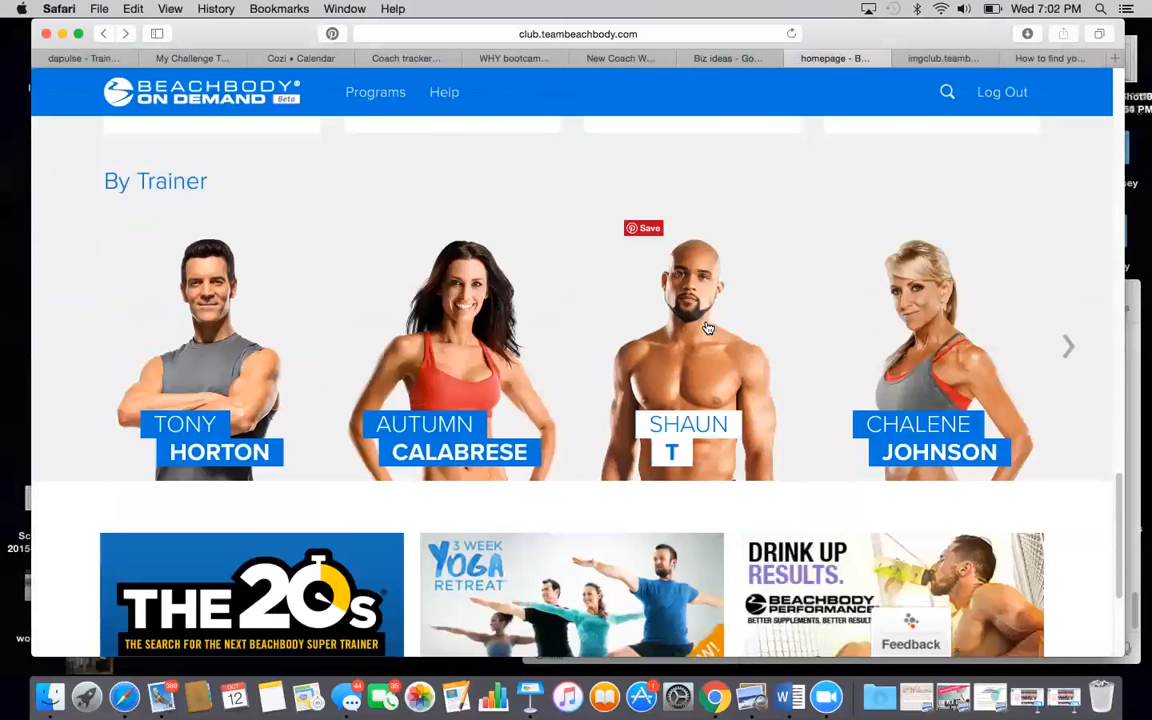 Safari File Edit View History Bookmarks Window Help
Wed 7:02 PM
club.teambeachbody.com
dapulse - Train...
My Challenge T...
Cozi • Calendar
Coach tracker...
WHY bootcam...
New Coach W...
Biz ideas - Go...
homepage - B...
imgclub.teamb...
How to find yo...
BEACHBODY
ON DEMAND Beta
Programs Help
Log Out
By Trainer
Save
TONY
HORTON
AUTUMN
CALABRESE
SHAUN
T
CHALENE
JOHNSON
THE 20s
THE SEARCH FOR THE NEXT BEACHBODY SUPER TRAINER
3 WEEK
YOGA
RETREAT
DRINK UP
RESULTS.
BEACHBODY
PERFORMANCE
BETTER SUPPLEMENTS, BETTER RESULTS
Feedback
2015
OCT
12